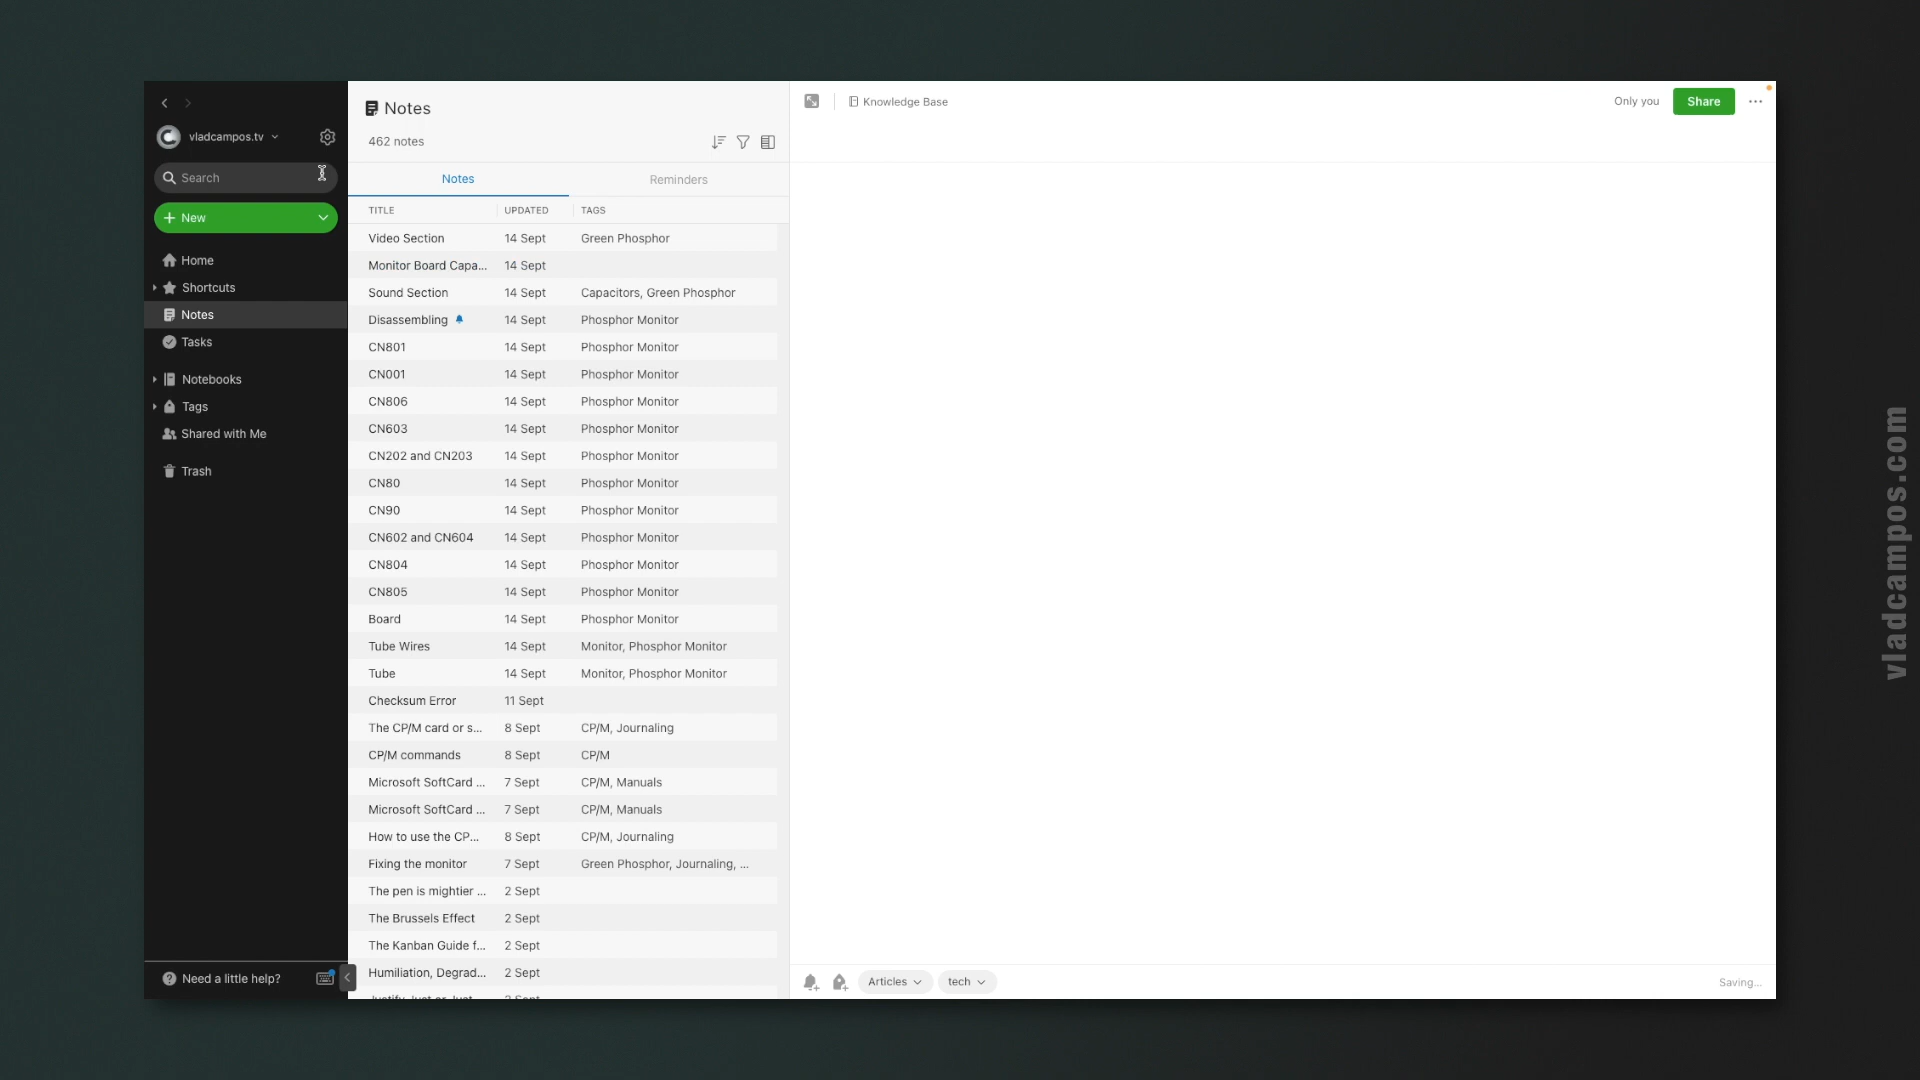 vladcampos.tv
Search
New
Home
Shortcuts
Notes
Tasks
Notebooks
Tags
Shared with Me
Trash
Need a little help?
Notes
462 notes
Notes Reminders
TITLE UPDATED TAGS
Video Section 14 Sept Green Phosphor
Monitor Board Capa... 14 Sept
Sound Section 14 Sept Capacitors, Green Phosphor
Disassembling 14 Sept Phosphor Monitor
CN801 14 Sept Phosphor Monitor
CN001 14 Sept Phosphor Monitor
CN806 14 Sept Phosphor Monitor
CN603 14 Sept Phosphor Monitor
CN202 and CN203 14 Sept Phosphor Monitor
CN80 14 Sept Phosphor Monitor
CN90 14 Sept Phosphor Monitor
CN602 and CN604 14 Sept Phosphor Monitor
CN804 14 Sept Phosphor Monitor
CN805 14 Sept Phosphor Monitor
Board 14 Sept Phosphor Monitor
Tube Wires 14 Sept Monitor, Phosphor Monitor
Tube 14 Sept Monitor, Phosphor Monitor
Checksum Error 11 Sept
The CP/M card or s... 8 Sept CP/M, Journaling
CP/M commands 8 Sept CP/M
Microsoft SoftCard ... 7 Sept CP/M, Manuals
Microsoft SoftCard ... 7 Sept CP/M, Manuals
How to use the CP... 8 Sept CP/M, Journaling
Fixing the monitor 7 Sept Green Phosphor, Journaling, ...
The pen is mightier ... 2 Sept
The Brussels Effect 2 Sept
The Kanban Guide f... 2 Sept
Humiliation, Degrad... 2 Sept
Knowledge Base
Only you
Share
Articles
tech
Saving...
vladcampos.com